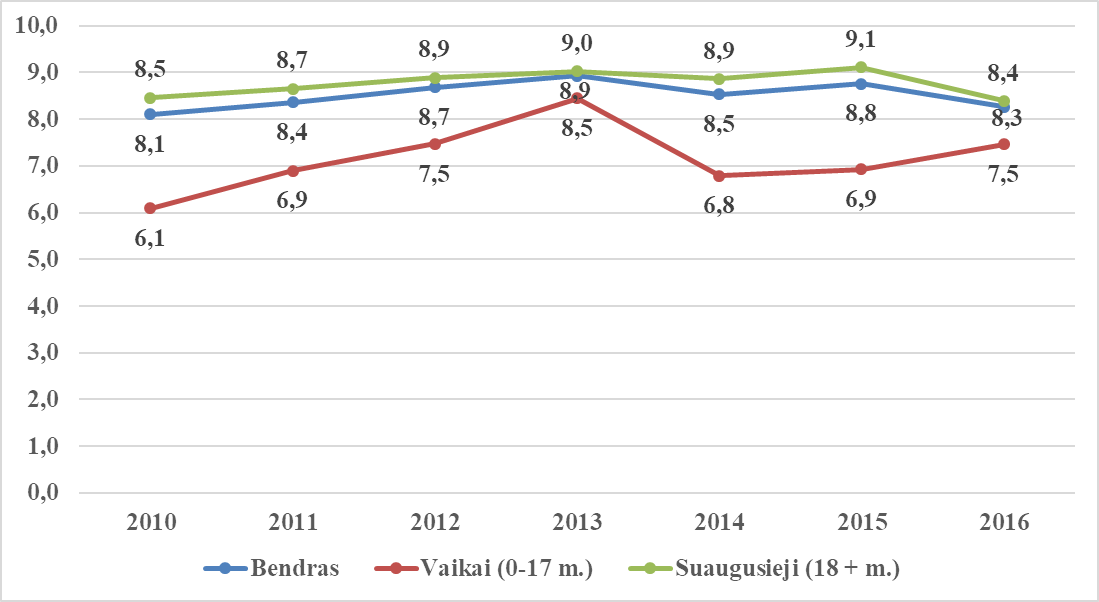 10,0
9,0
8,0
7,0
6,0
5,0
4,0
3,0
2,0
1,0
0,0
8,5 8,7 8,9 9,0 8,9 9,1 8,4
8,1 8,4 8,7 8,9 8,5 8,8 8,3
6,1 6,9 7,5 8,5 6,8 6,9 7,5
2010 2011 2012 2013 2014 2015 2016
Bendras Vaikai (0-17 m.) Suaugusieji (18 + m.)